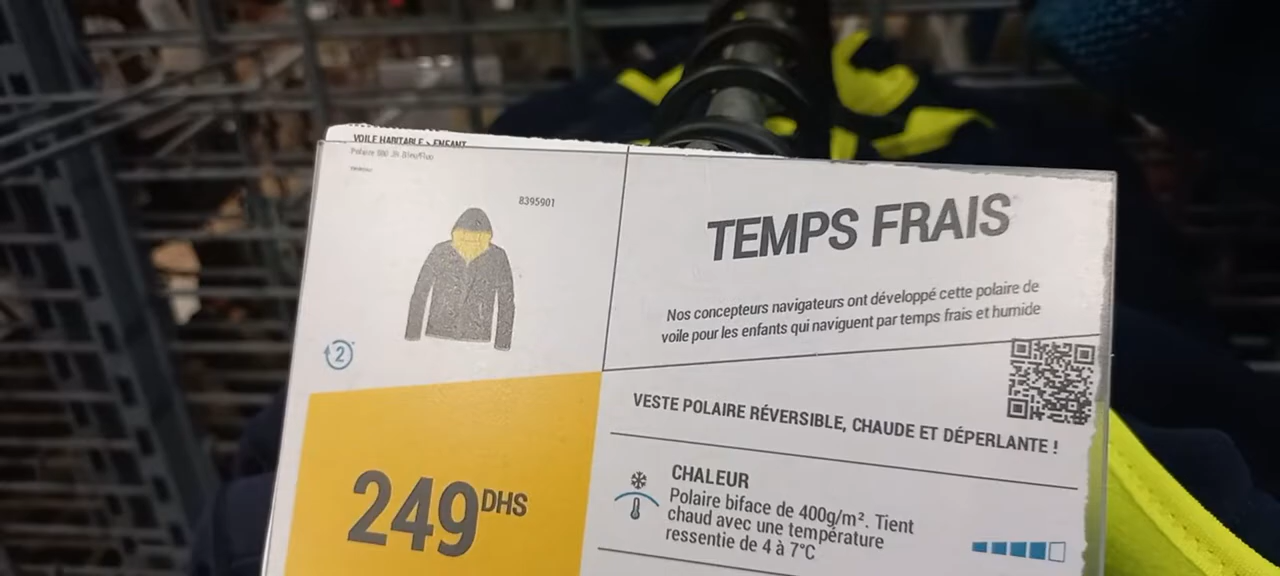 VOILE HABITABLE > ENFANT
8395901
TEMPS FRAIS
Nos concepteurs navigateurs ont développé cette polaire de
voile pour les enfants qui naviguent par temps frais et humide
2
VESTE POLAIRE RÉVERSIBLE, CHAUDE ET DÉPERLANTE !
249 DHS
CHALEUR
Polaire biface de 400g/m². Tient
chaud avec une température
ressentie de 4 à 7°C